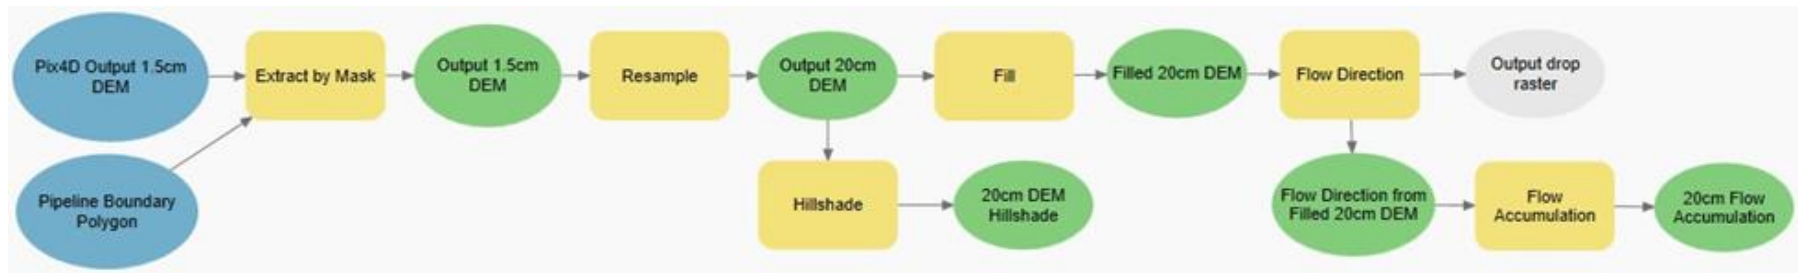 Pix4D Output 1.5cm
DEM
Extract by Mask
Output 1.5cm
DEM
Resample
Output 20cm
DEM
Fill
Filled 20cm DEM
Flow Direction
Output drop
raster
Pipeline Boundary
Polygon
Hillshade
20cm DEM
Hillshade
Flow Direction from
Filled 20cm DEM
Flow
Accumulation
20cm Flow
Accumulation